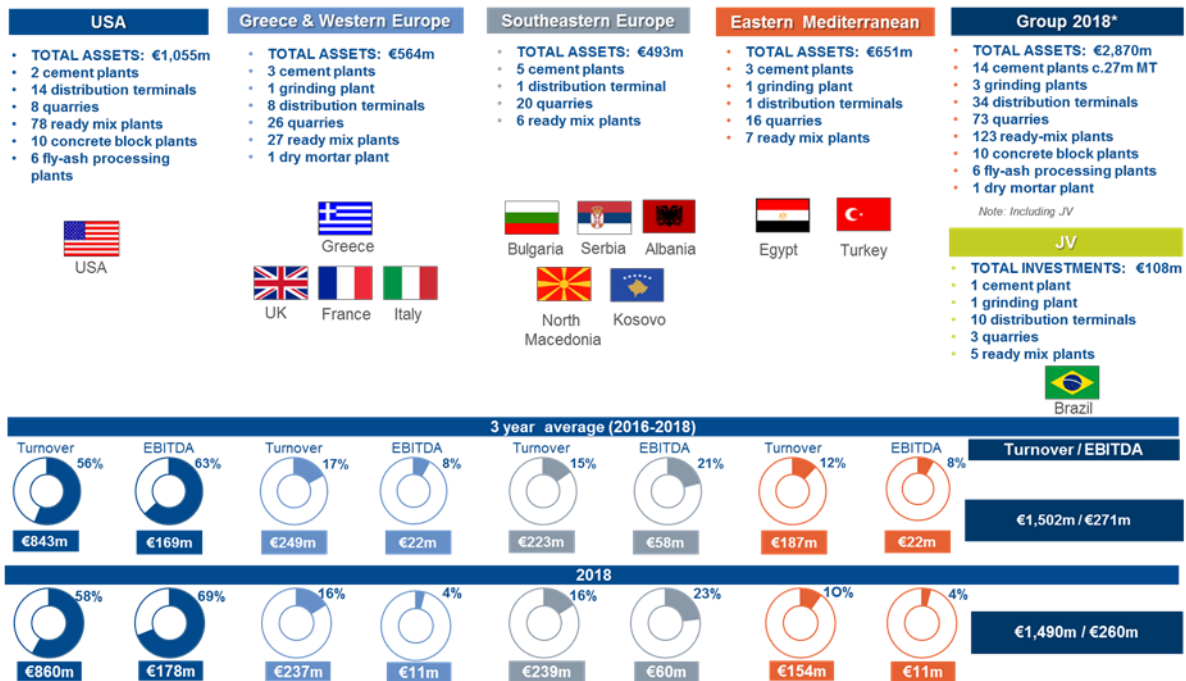 USA
• TOTAL ASSETS: €1,055m
• 2 cement plants
• 14 distribution terminals
• 8 quarries
• 78 ready mix plants
• 10 concrete block plants
• 6 fly-ash processing
plants
USA
Greece & Western Europe
• TOTAL ASSETS: €564m
• 3 cement plants
• 1 grinding plant
• 8 distribution terminals
• 26 quarries
• 27 ready mix plants
• 1 dry mortar plant
Greece
UK France Italy
Southeastern Europe
• TOTAL ASSETS: €493m
• 5 cement plants
• 1 distribution terminal
• 20 quarries
• 6 ready mix plants
Bulgaria Serbia Albania
North
Macedonia
Kosovo
Eastern Mediterranean
• TOTAL ASSETS: €651m
• 3 cement plants
• 1 grinding plant
• 1 distribution terminals
• 16 quarries
• 7 ready mix plants
Egypt Turkey
Group 2018*
• TOTAL ASSETS: €2,870m
• 14 cement plants c.27m MT
• 3 grinding plants
• 34 distribution terminals
• 73 quarries
• 123 ready-mix plants
• 10 concrete block plants
• 6 fly-ash processing plants
• 1 dry mortar plant
Note: Including JV
JV
• TOTAL INVESTMENTS: €108m
• 1 cement plant
• 1 grinding plant
• 10 distribution terminals
• 3 quarries
• 5 ready mix plants
Brazil
3 year average (2016-2018)
Turnover EBITDA Turnover EBITDA Turnover EBITDA Turnover EBITDA Turnover / EBITDA
56% 63% 17% 8% 15% 21% 12% 8%
€843m €169m €249m €22m €223m €58m €187m €22m €1,502m / €271m
2018
58% 69% 16% 4% 16% 23% 10% 4%
€860m €178m €237m €11m €239m €60m €154m €11m €1,490m / €260m